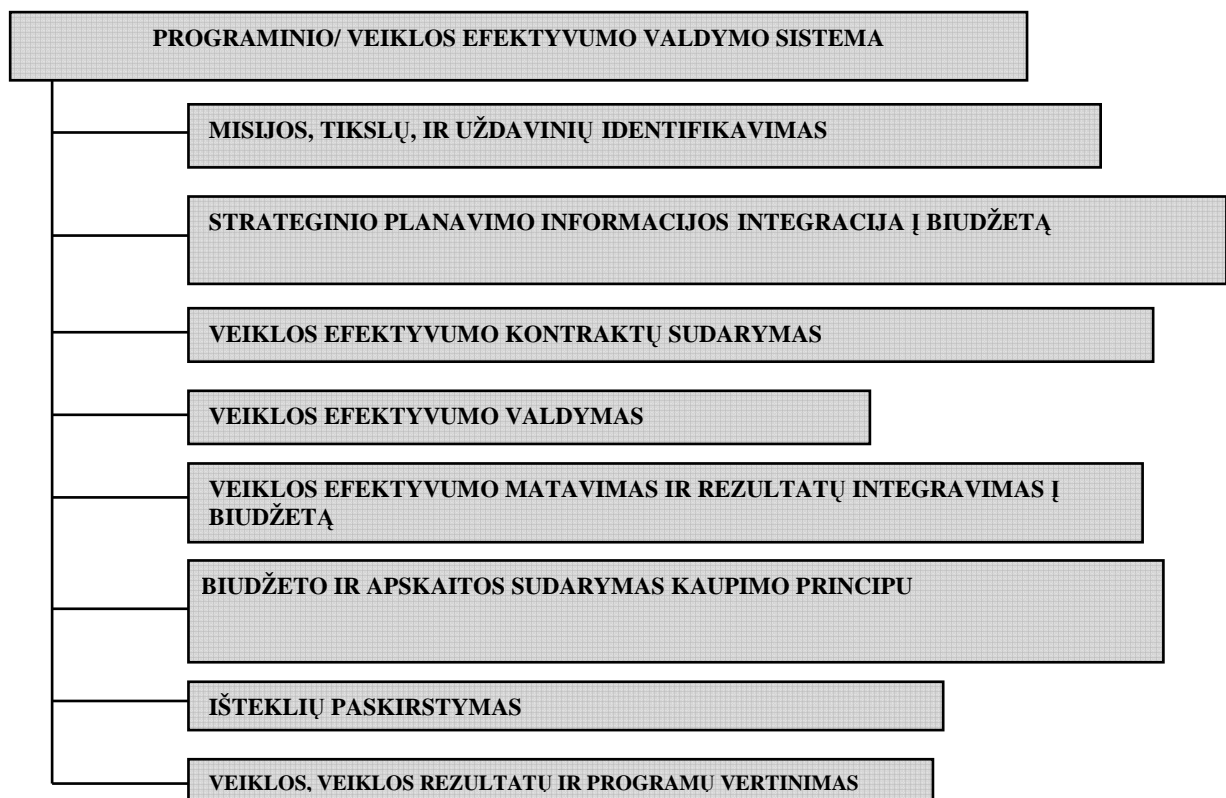 PROGRAMINIO/ VEIKLOS EFEKTYVUMO VALDYMO SISTEMA
MISIJOS, TIKSLŲ, IR UŽDAVINIŲ IDENTIFIKAVIMAS
STRATEGINIO PLANAVIMO INFORMACIJOS INTEGRACIJA Į BIUDŽETĄ
VEIKLOS EFEKTYVUMO KONTRAKTŲ SUDARYMAS
VEIKLOS EFEKTYVUMO VALDYMAS
VEIKLOS EFEKTYVUMO MATAVIMAS IR REZULTATŲ INTEGRAVIMAS Į
BIUDŽETĄ
BIUDŽETO IR APSKAITOS SUDARYMAS KAUPIMO PRINCIPU
IŠTEKLIŲ PASKIRSTYMAS
VEIKLOS, VEIKLOS REZULTATŲ IR PROGRAMŲ VERTINIMAS